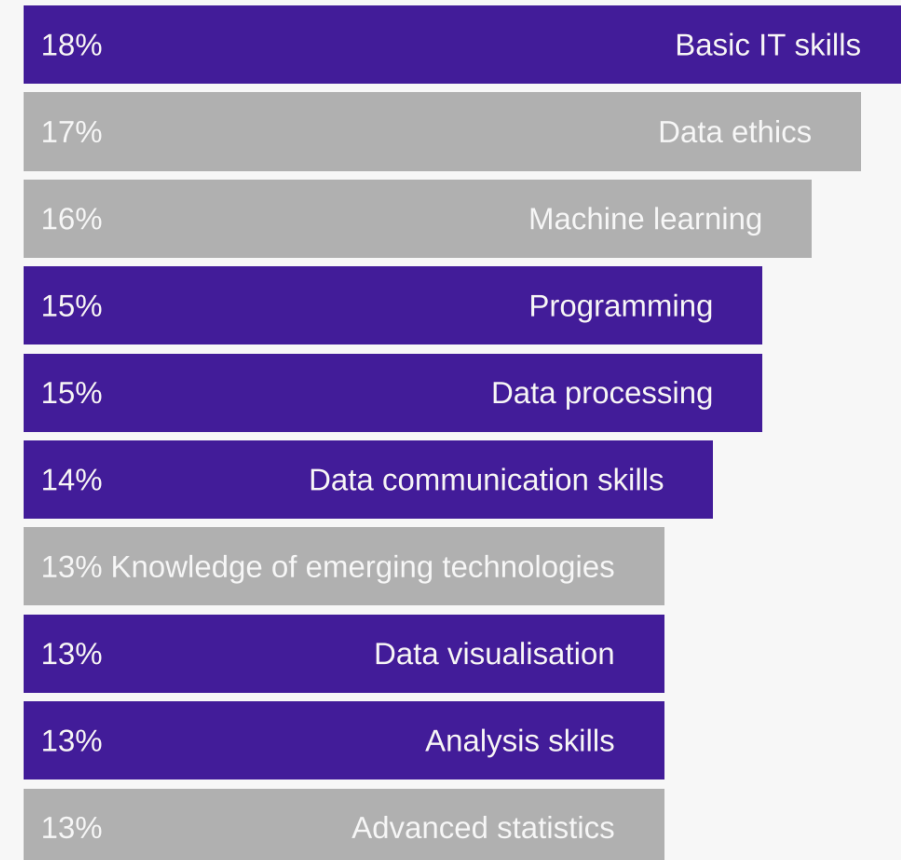 18% Basic IT skills
17% Data ethics
16% Machine learning
15% Programming
15% Data processing
14% Data communication skills
13% Knowledge of emerging technologies
13% Data visualisation
13% Analysis skills
13% Advanced statistics